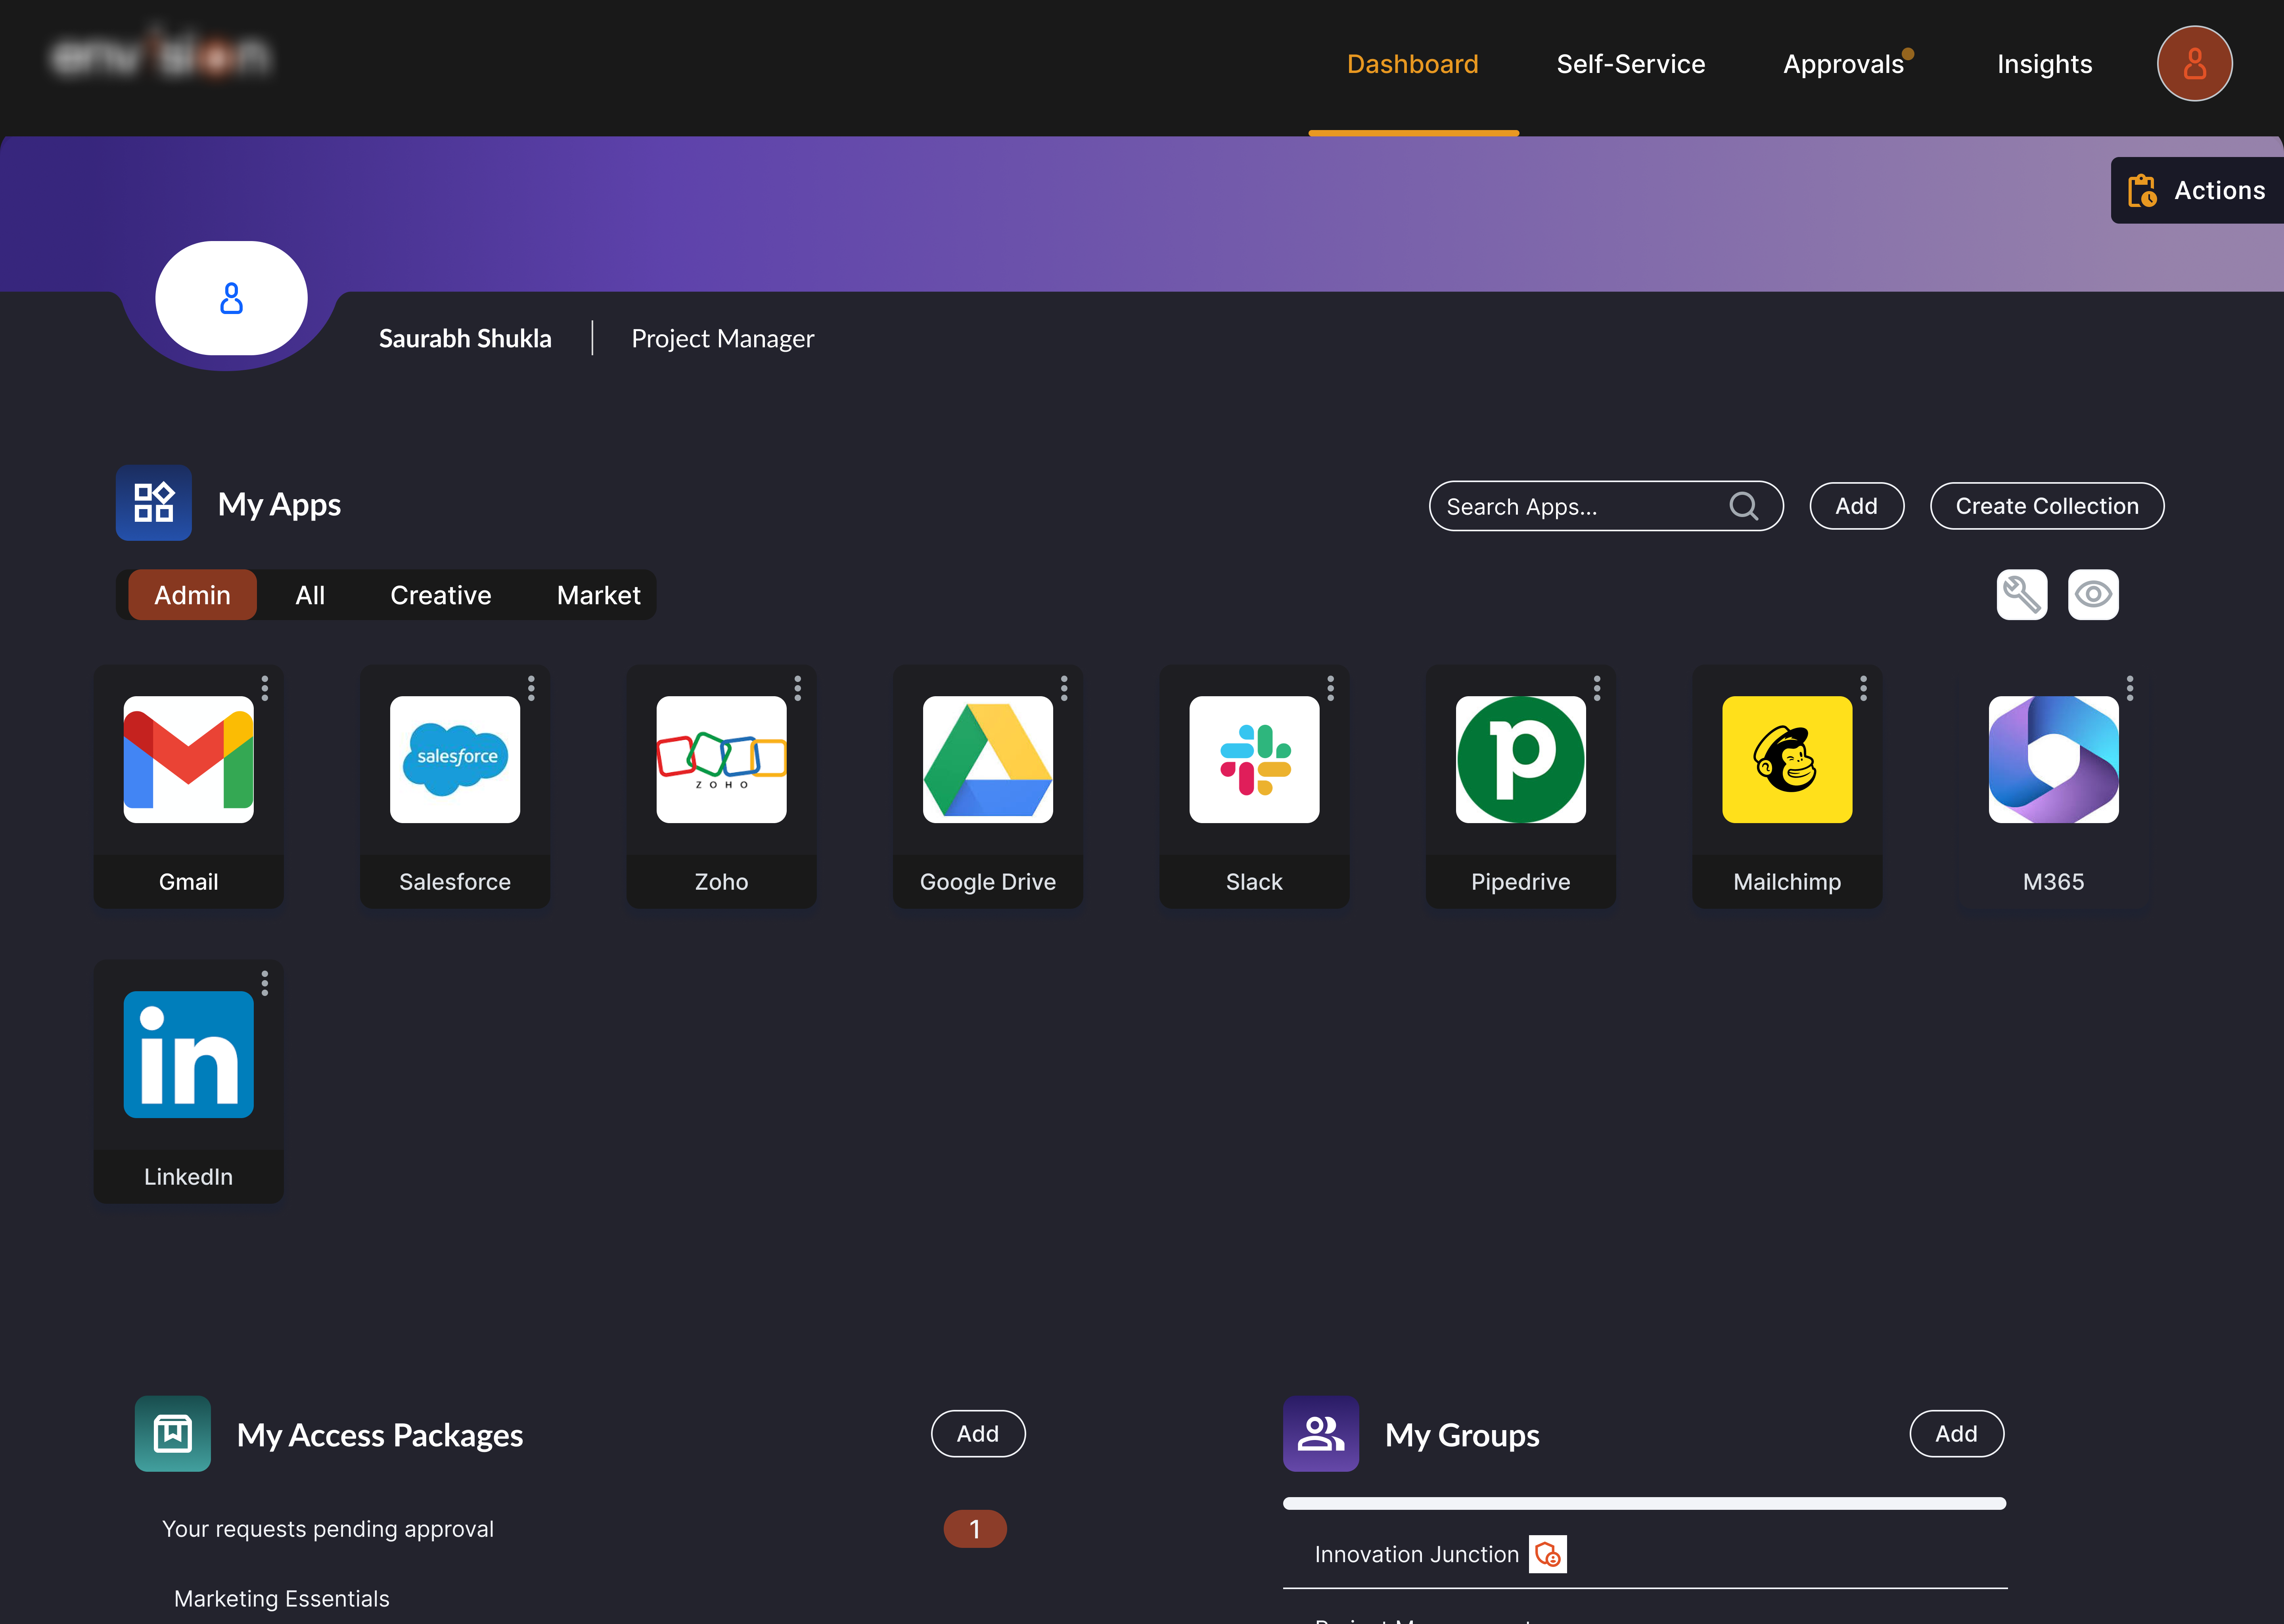 envision
Dashboard Self-Service Approvals Insights
Actions
Saurabh Shukla Project Manager
My Apps
Search Apps... Add Create Collection
Admin All Creative Market
salesforce
ZOHO
Gmail Salesforce Zoho Google Drive Slack Pipedrive Mailchimp M365
in
LinkedIn
My Access Packages Add
My Groups Add
Your requests pending approval 1
Innovation Junction
Marketing Essentials